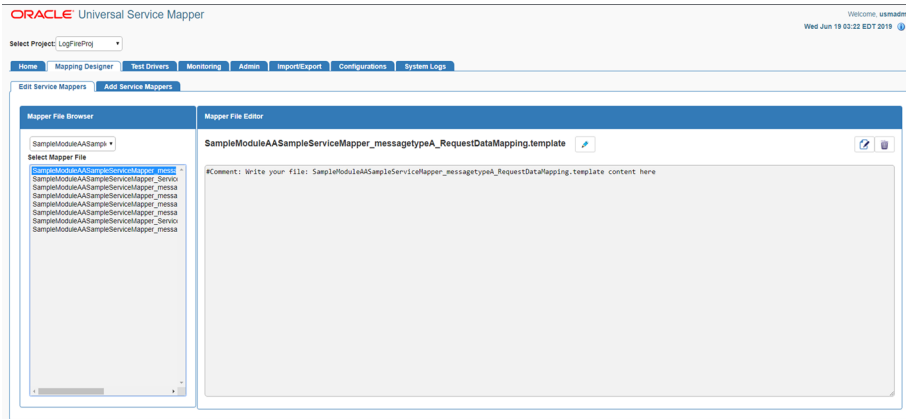 ORACLE Universal Service Mapper
Welcome, usmadm
Wed Jun 19 03:22 EDT 2019
Select Project: LogFireProj
Home Mapping Designer Test Drivers Monitoring Admin Import/Export Configurations System Logs
Edit Service Mappers Add Service Mappers
Mapper File Browser
Mapper File Editor
SampleModuleAASampl
SampleModuleAASampleServiceMapper_messagetypeA_RequestDataMapping.template
Select Mapper File
SampleModuleAASampleServiceMapper_messa
SampleModuleAASampleServiceMapper_Servic
SampleModuleAASampleServiceMapper_messa
SampleModuleAASampleServiceMapper_messa
SampleModuleAASampleServiceMapper_messa
SampleModuleAASampleServiceMapper_messa
SampleModuleAASampleServiceMapper_Servic
SampleModuleAASampleServiceMapper_messa
#Comment: Write your file: SampleModuleAASampleServiceMapper_messagetypeA_RequestDataMapping.template content here